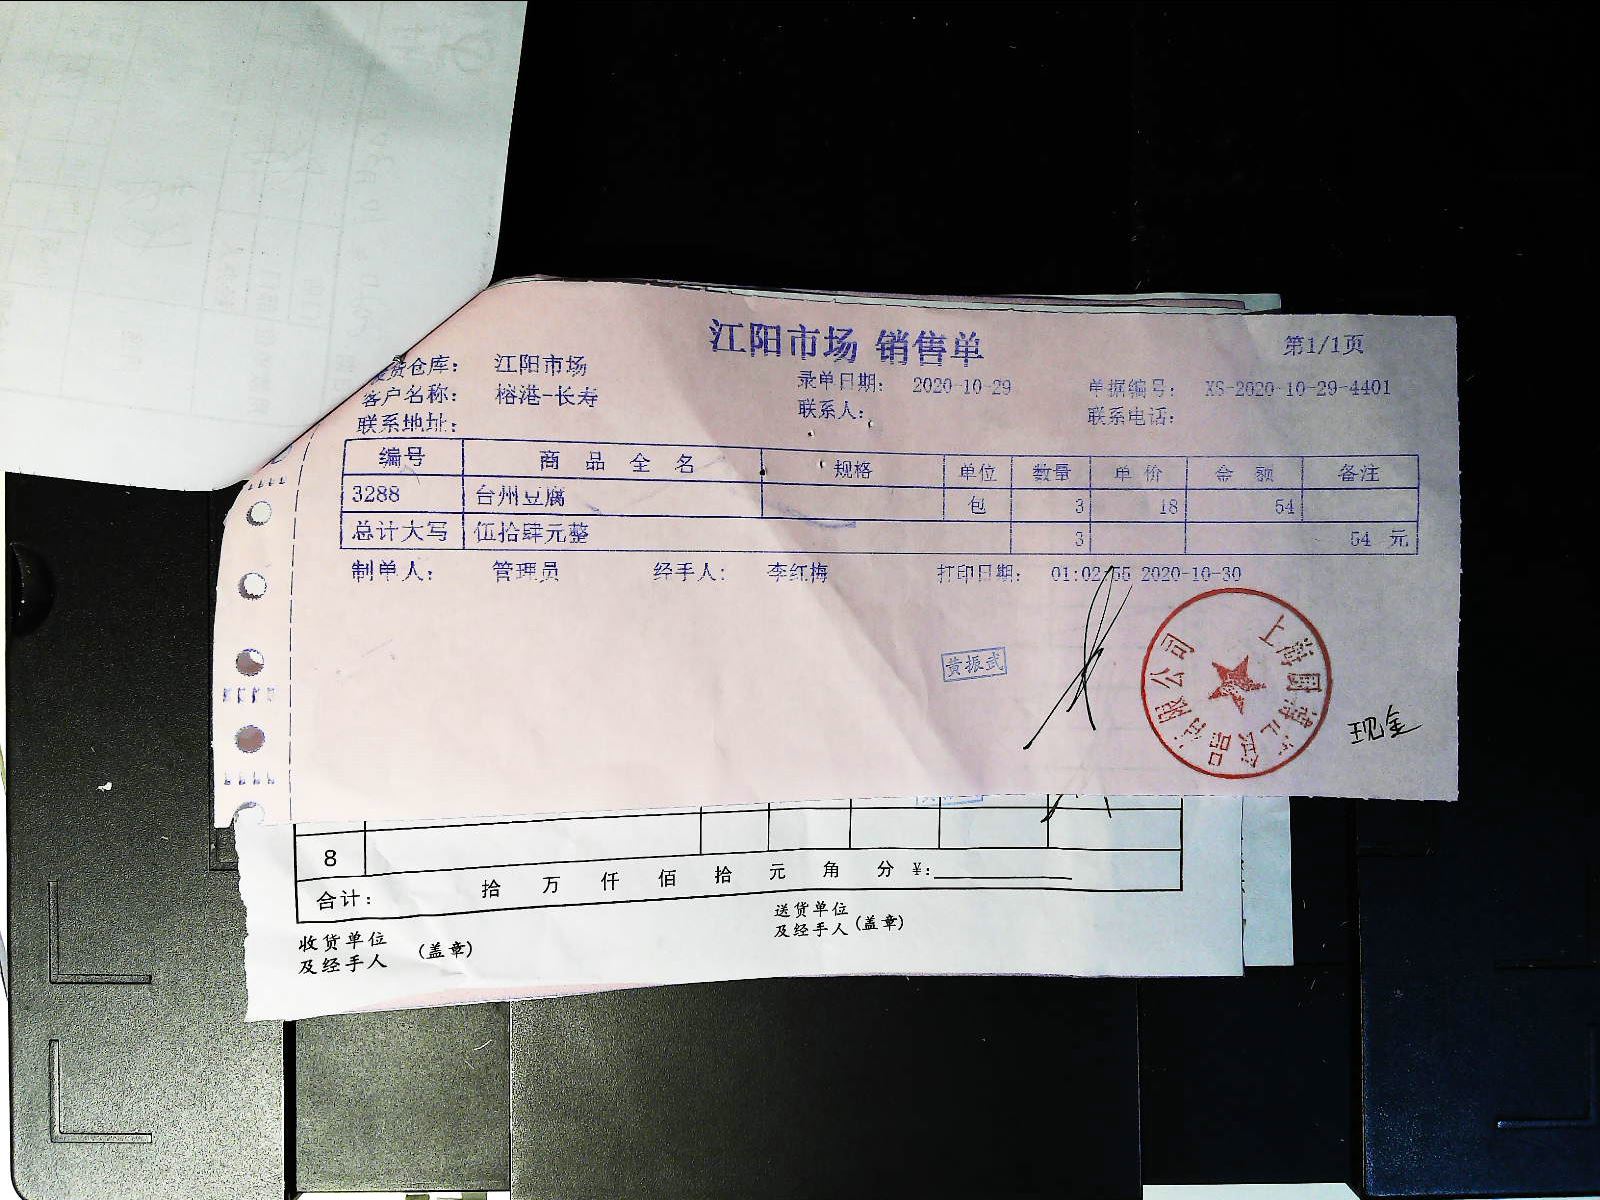 江阳市场 销售单
第1/1页
发货仓库： 江阳市场
录单日期： 2020-10-29
单据编号： XS-2020-10-29-4401
客户名称： 榕港-长寿
联系人：
联系电话：
联系地址：
编号 商品全名 规格 单位 数量 单价 金额 备注
3288 台州豆腐 包 3 18 54
总计大写 伍拾肆元整 3 54 元
制单人： 管理员 经手人： 李红梅 打印日期： 01:02:55 2020-10-30
黄振武
现金
8
合计： 拾 万 仟 佰 拾 元 角 分 ¥：
收货单位
及经手人 （盖章）
送货单位
及经手人（盖章）